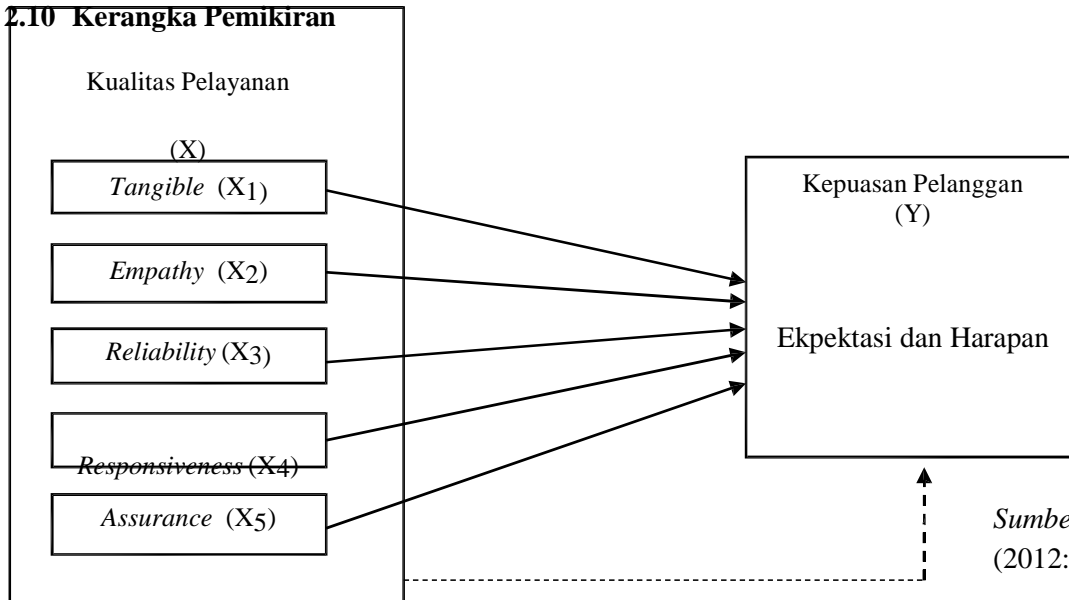 2.10 Kerangka Pemikiran
Kualitas Pelayanan
(X)
Tangible (X1)
Empathy (X2)
Reliability (X3)
Responsiveness (X4)
Assurance (X5)
Kepuasan Pelanggan
(Y)
Ekpektasi dan Harapan
(2012: